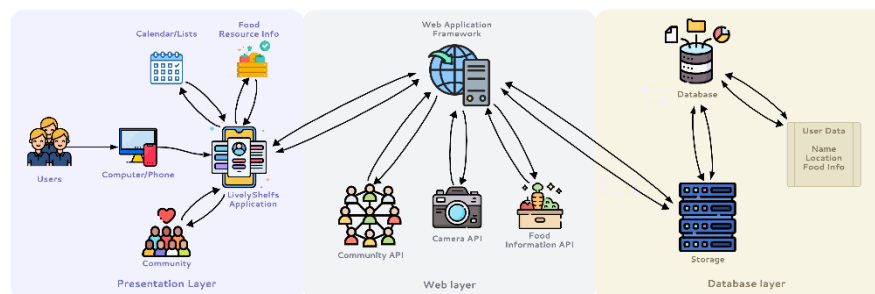 Calendar/Lists
Food
Resource Info
Users
Computer/Phone
LivelyShelfs
Application
Community
Presentation Layer
Web Application
Framework
Community API
Camera API
Food
Information API
Web layer
Database
User Data
Name
Location
Food Info
Storage
Database layer